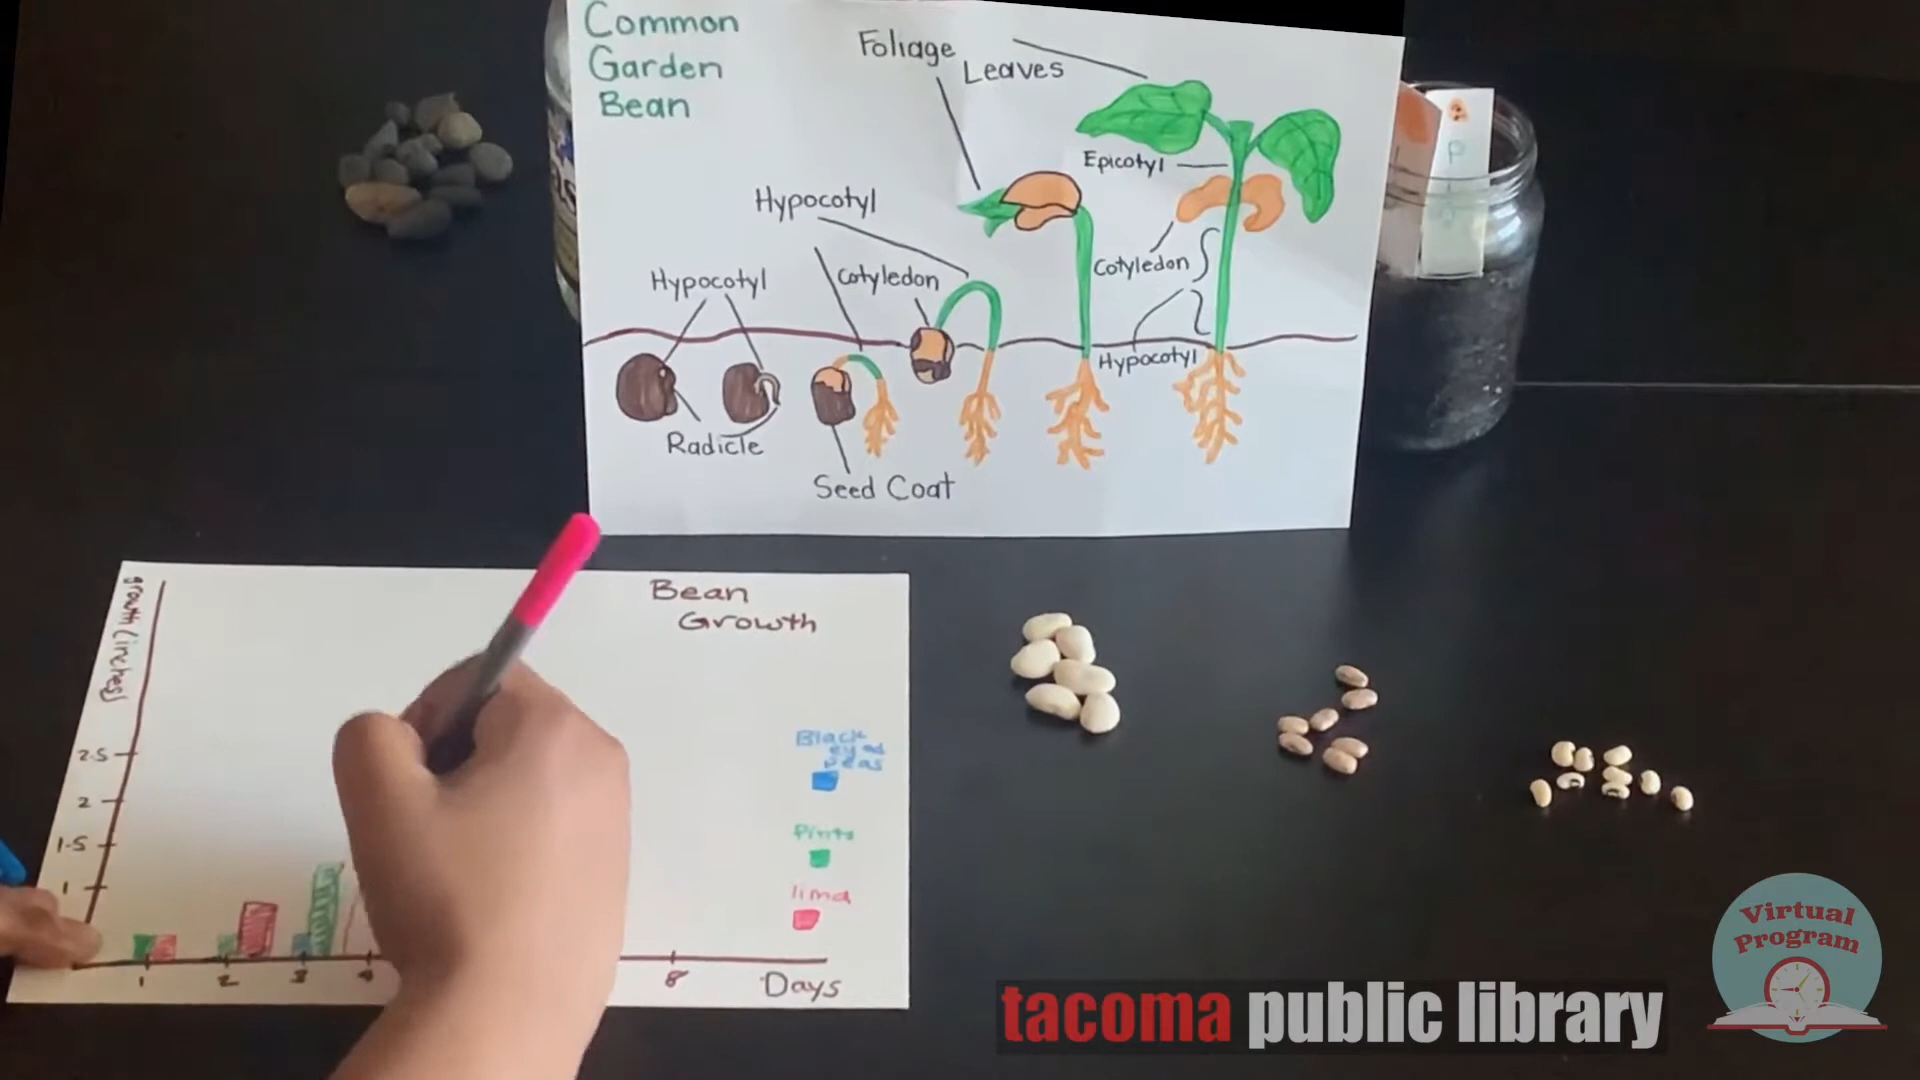 Common
Garden
Bean
Foliage
Leaves
Epicotyl
Hypocotyl
Cotyledon
Hypocotyl
Cotyledon
Hypocotyl
Radicle
Seed Coat
P
growth (inches)
Bean
Growth
2.5
2
1.5
1
Black
eyed
peas
Pinto
lima
1 2 3 4 8 Days
Virtual
Program
tacoma public library